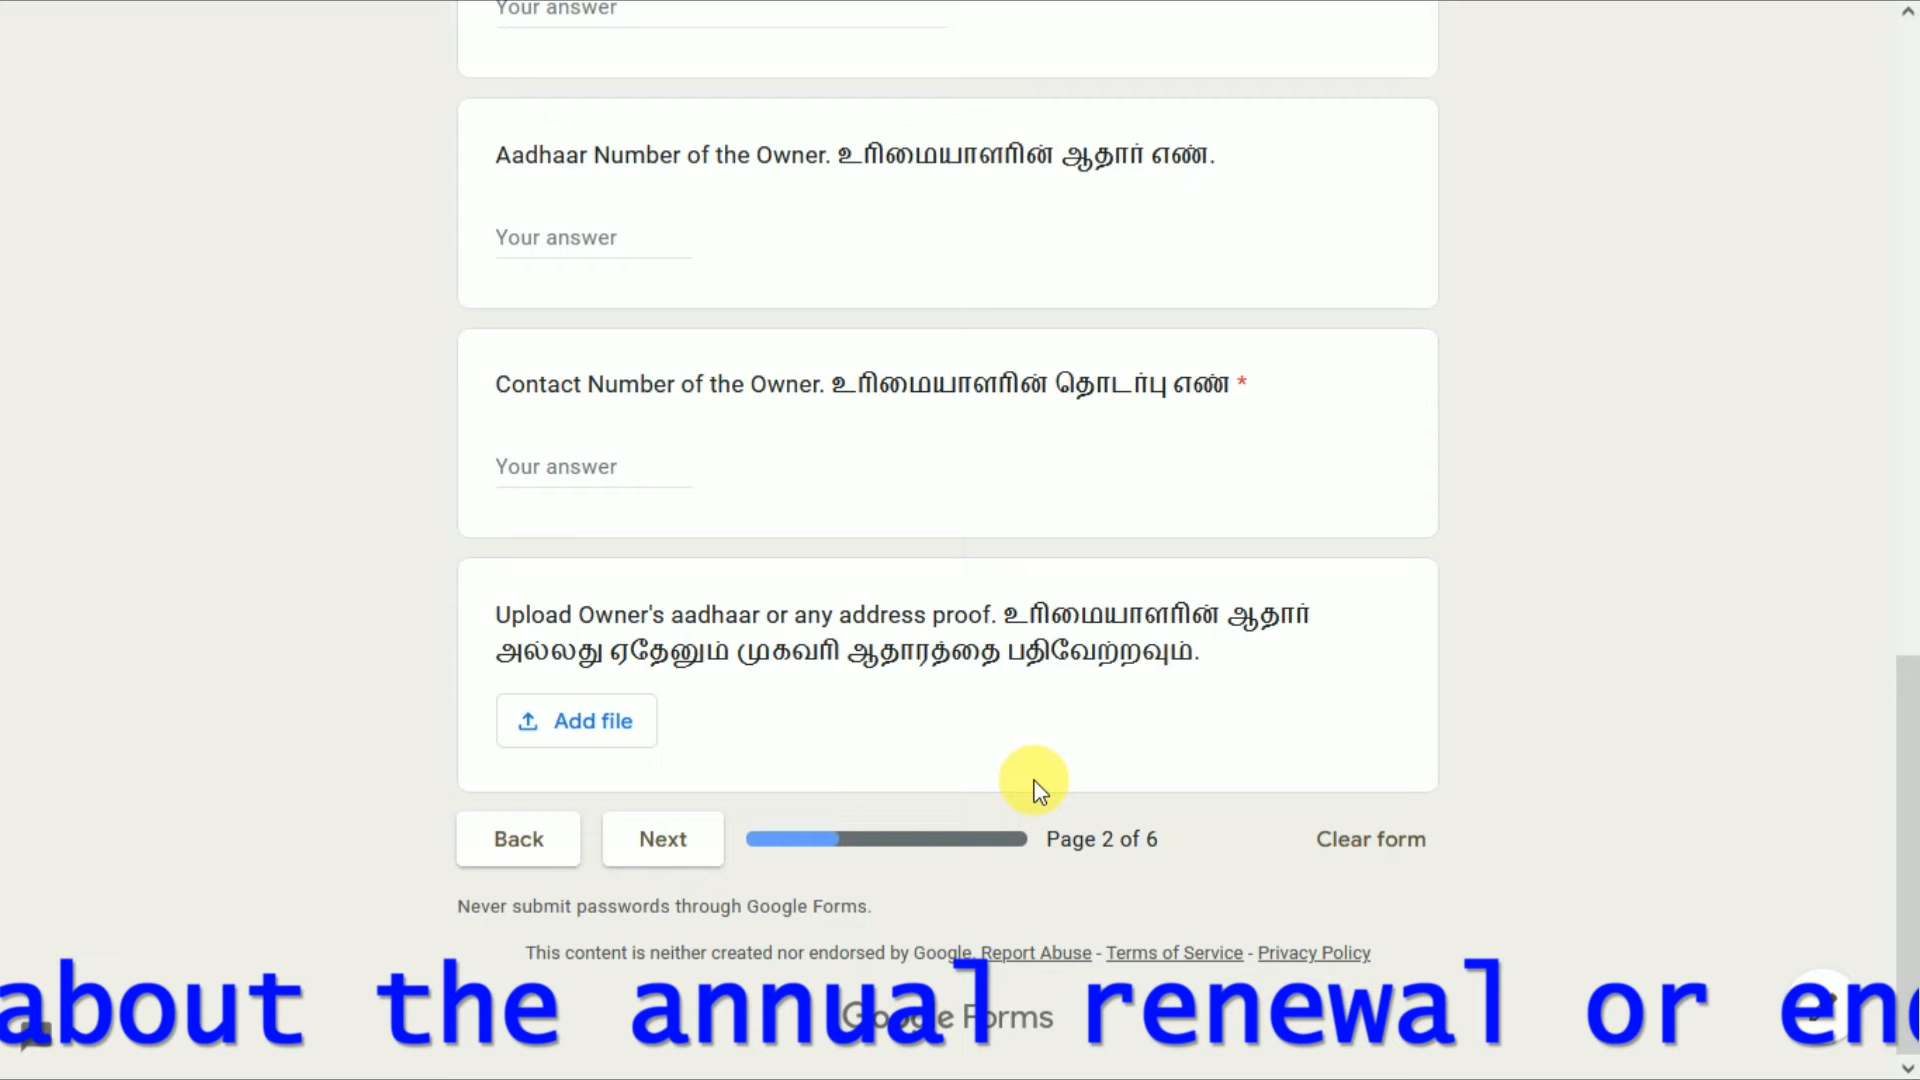 Your answer
Aadhaar Number of the Owner. உரிமையாளரின் ஆதார் எண்.
Your answer
Contact Number of the Owner. உரிமையாளரின் தொடர்பு எண் *
Your answer
Upload Owner's aadhaar or any address proof. உரிமையாளரின் ஆதார்
அல்லது ஏதேனும் முகவரி ஆதாரத்தை பதிவேற்றவும்.
Add file
Back
Next
Page 2 of 6
Clear form
Never submit passwords through Google Forms.
This content is neither created nor endorsed by Google. Report Abuse - Terms of Service - Privacy Policy
Google Forms
about the annual renewal or